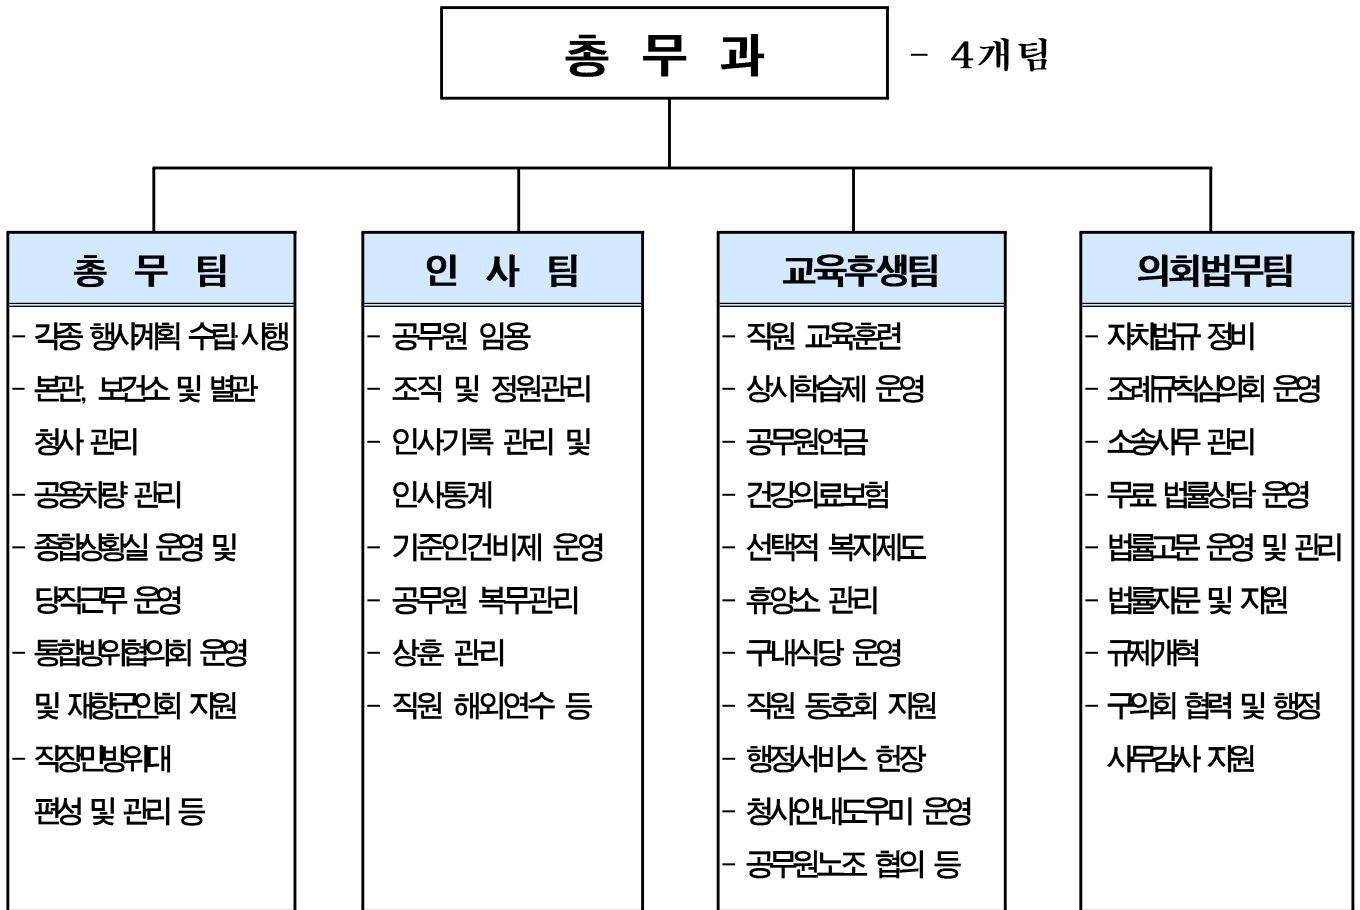 총 무 과 - 4개팀
총 무 팀
- 각종 행사계획 수립 시행
- 본관, 보건소 및 별관
청사 관리
- 공용차량 관리
- 종합상황실 운영 및
당직근무 운영
- 통합방위협의회 운영
및 재향군인회 지원
- 직장민방위대
편성 및 관리 등
인 사 팀
- 공무원 임용
- 조직 및 정원관리
- 인사기록 관리 및
인사통계
- 기준인건비제 운영
- 공무원 복무관리
- 상훈 관리
- 직원 해외연수 등
교육후생팀
- 직원 교육훈련
- 상시학습제 운영
- 공무원연금
- 건강의료보험
- 선택적 복지제도
- 휴양소 관리
- 구내식당 운영
- 직원 동호회 지원
- 행정서비스 헌장
- 청사안내도우미 운영
- 공무원노조 협의 등
의회법무팀
- 자치법규 정비
- 조례규칙심의회 운영
- 소송사무 관리
- 무료 법률상담 운영
- 법률고문 운영 및 관리
- 법률자문 및 지원
- 규제개혁
- 구의회 협력 및 행정
사무감사 지원